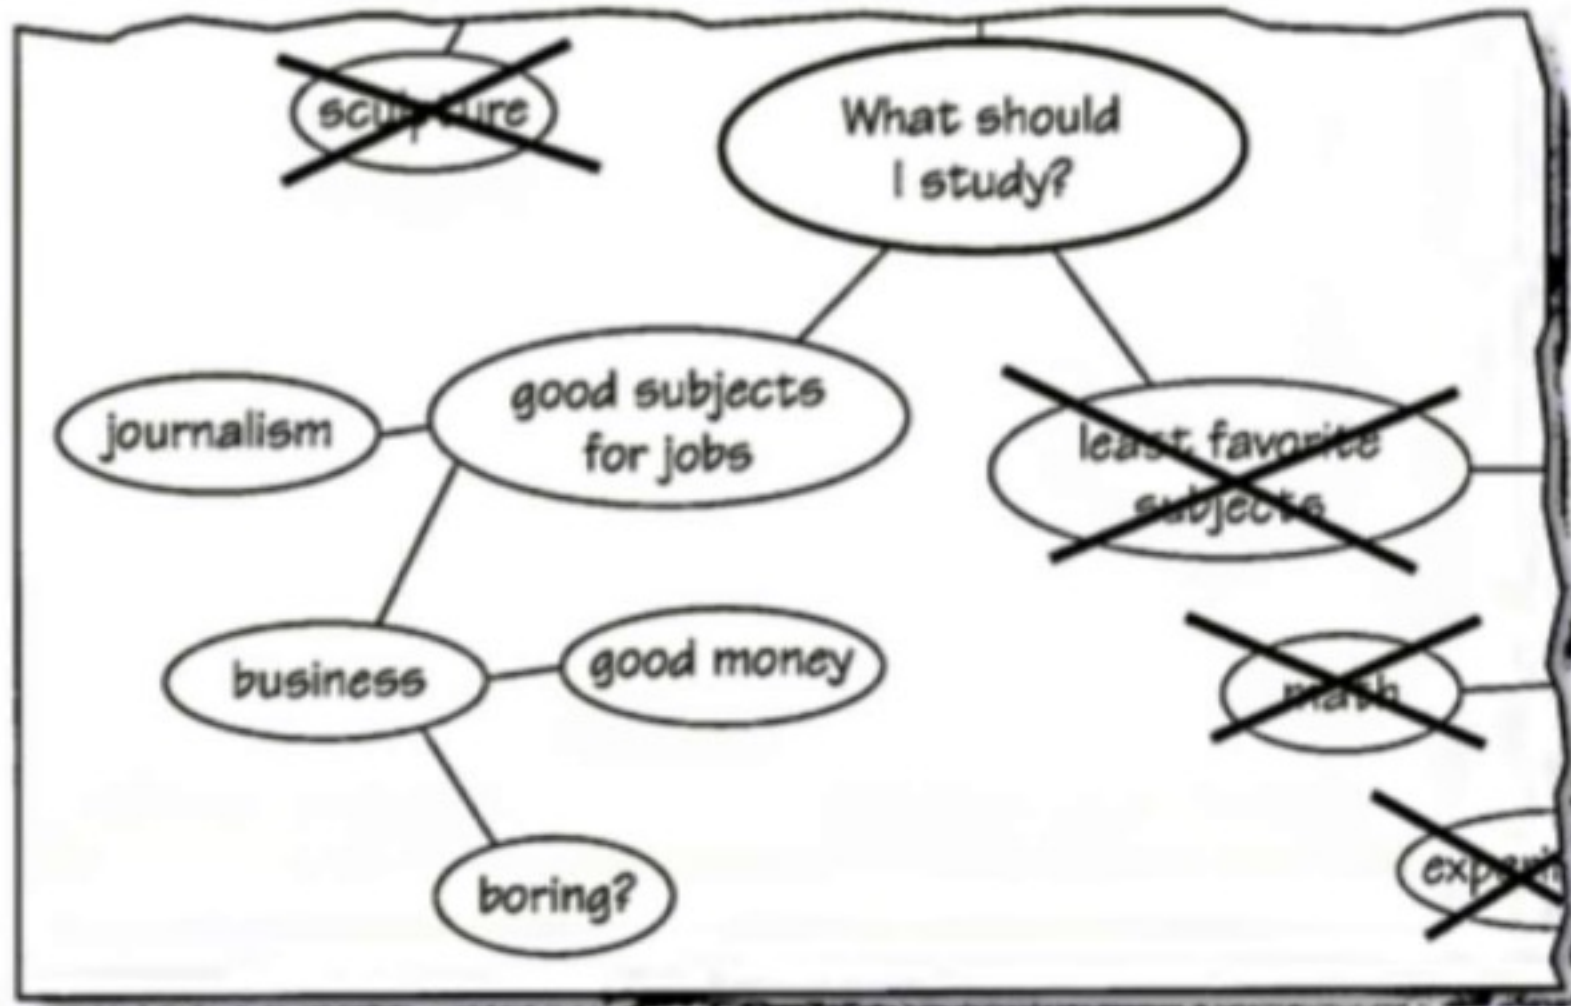 sculpture
What should
I study?
good subjects
for jobs
journalism
least favorite
subjects
business
good money
math
boring?